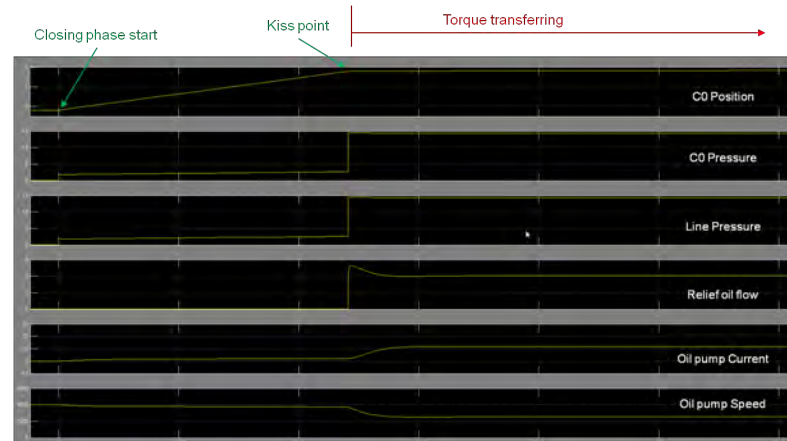 Torque transferring
Kiss point
Closing phase start
C0 Position
C0 Pressure
Line Pressure
Relief oil flow
Oil pump Current
Oil pump Speed